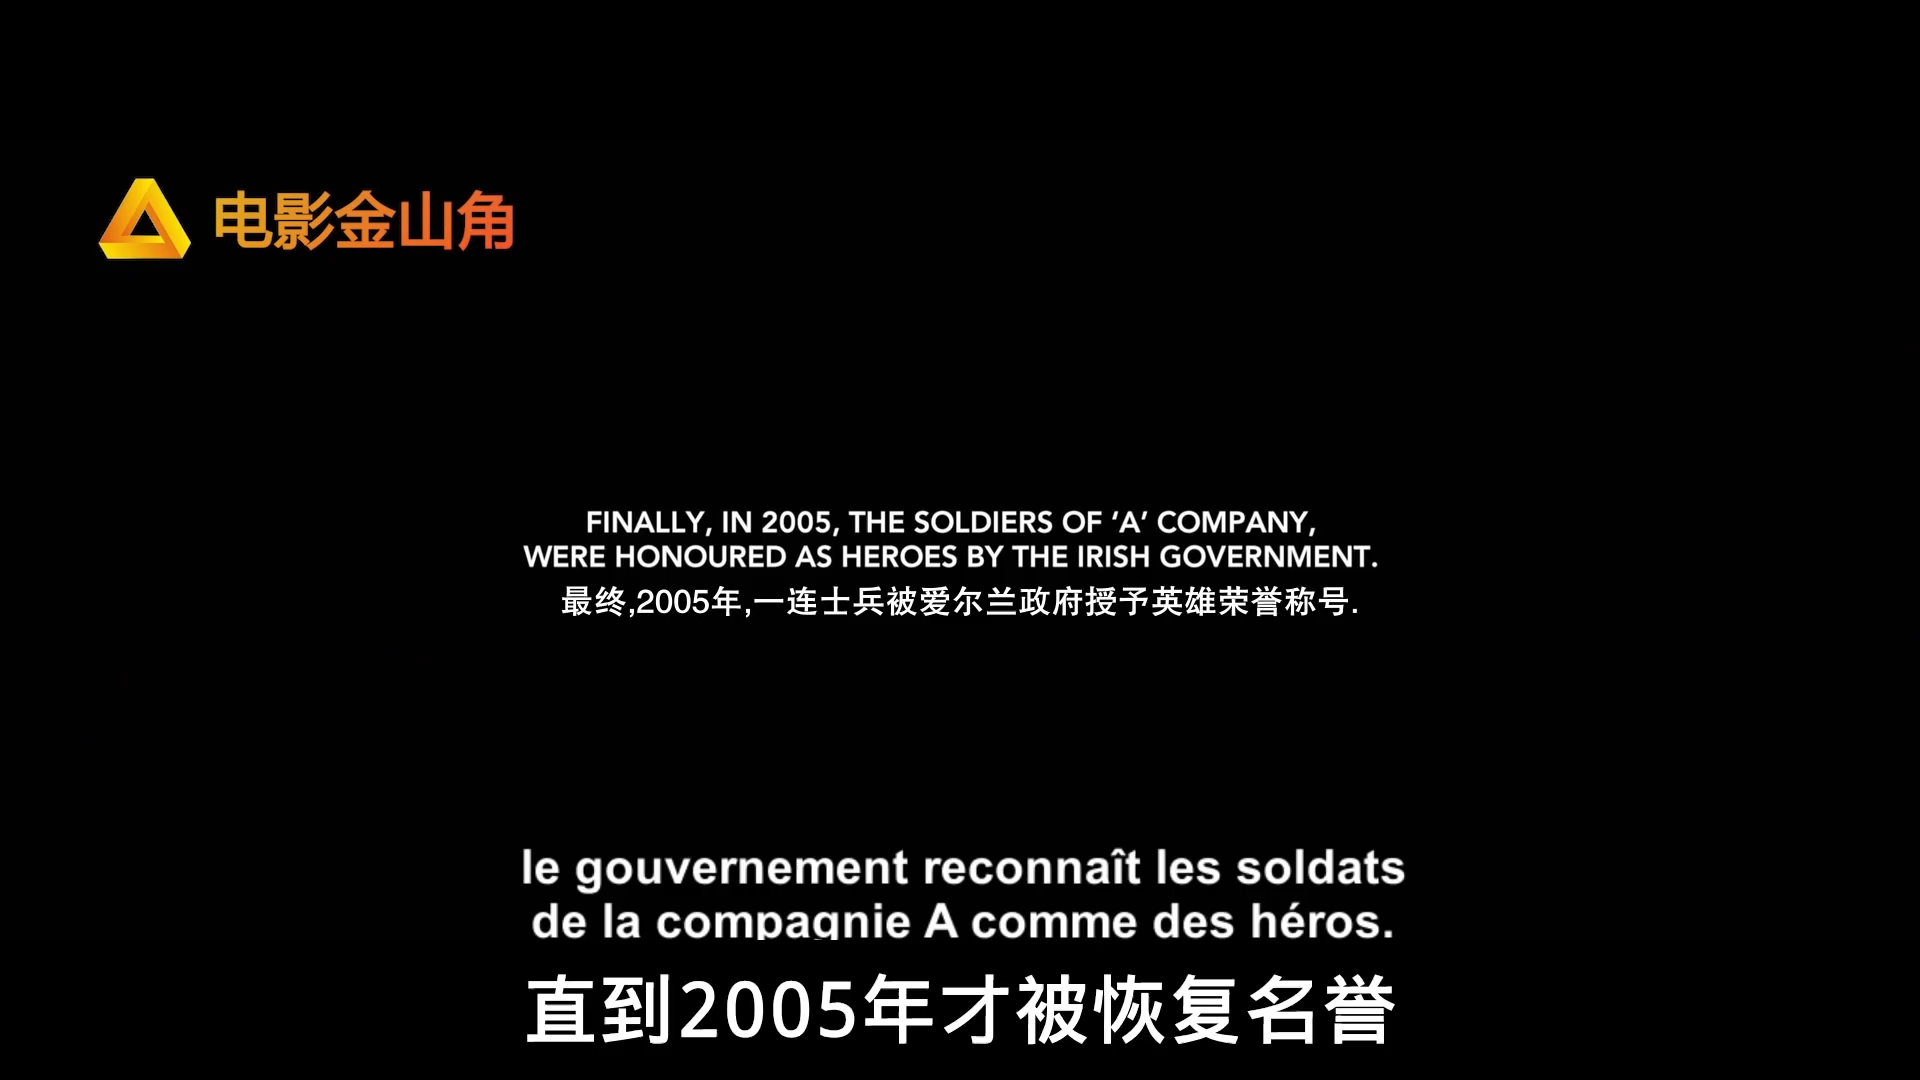 电影金山角
FINALLY, IN 2005, THE SOLDIERS OF ‘A’ COMPANY,
WERE HONOURED AS HEROES BY THE IRISH GOVERNMENT.
最终,2005年,一连士兵被爱尔兰政府授予英雄荣誉称号.
le gouvernement reconnaît les soldats
de la compagnie A comme des héros.
直到2005年才被恢复名誉